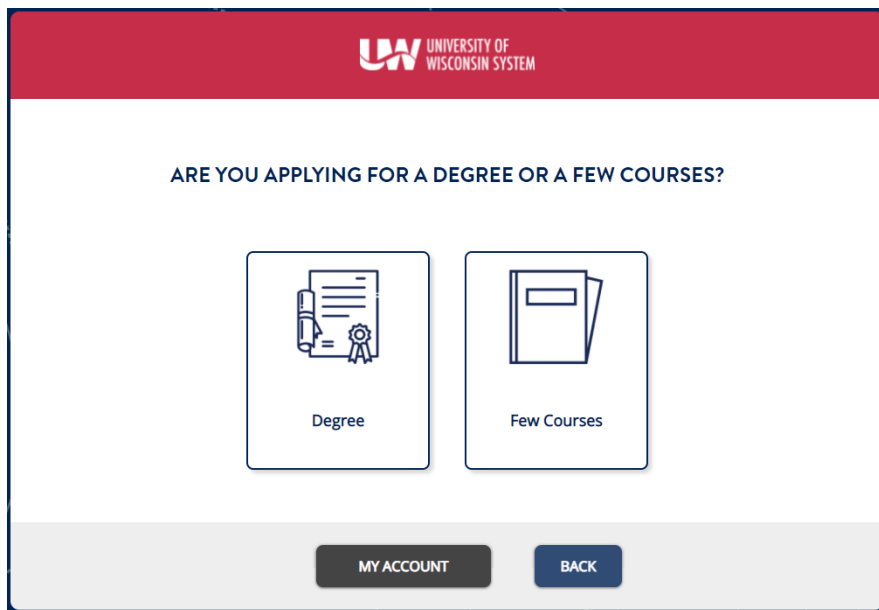 UW UNIVERSITY OF
WISCONSIN SYSTEM
ARE YOU APPLYING FOR A DEGREE OR A FEW COURSES?
Degree
Few Courses
MY ACCOUNT
BACK